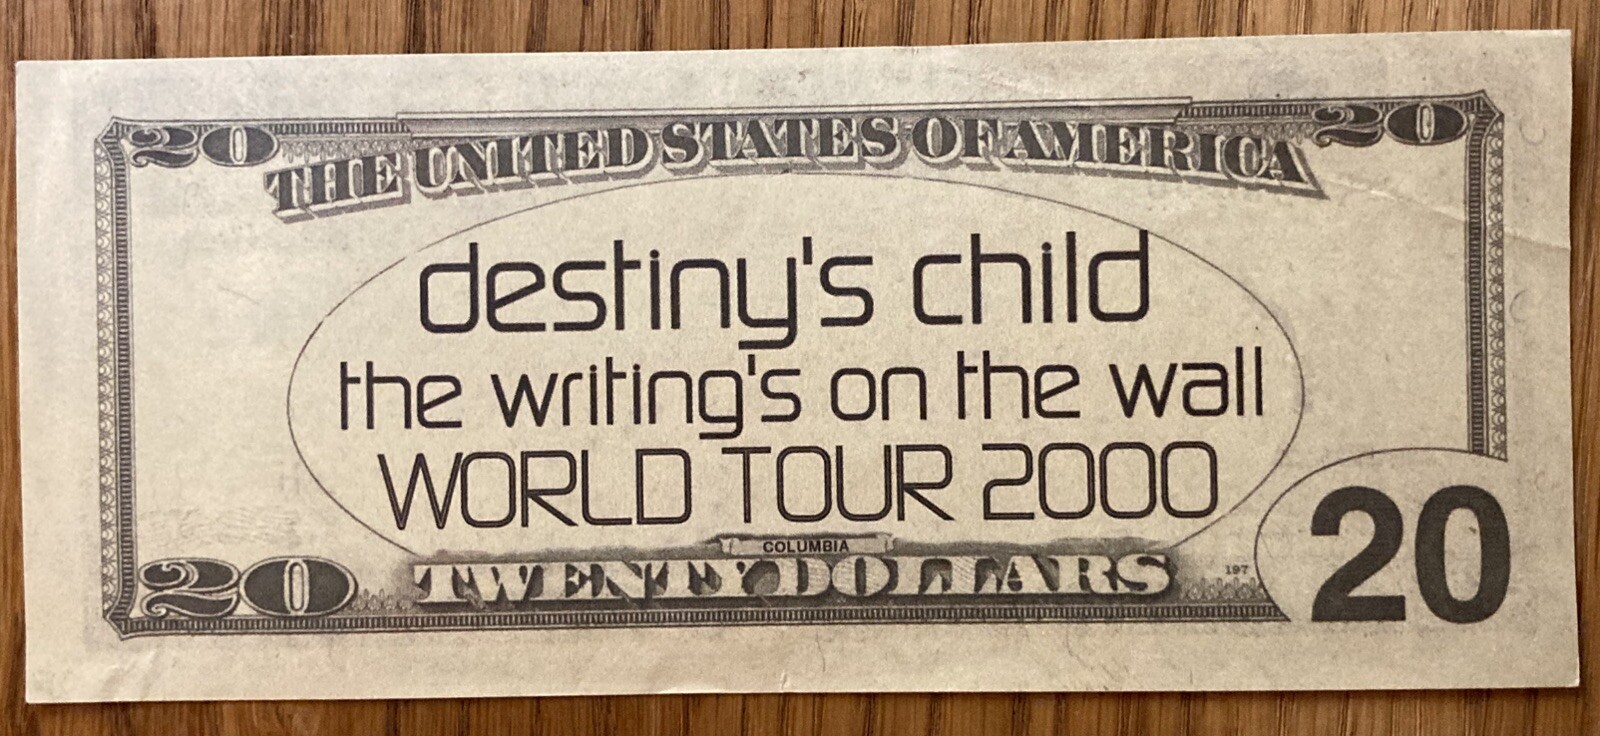 20 THE UNITED STATES OF AMERICA 20
destiny's child
the writing's on the wall
WORLD TOUR 2000
COLUMBIA
20 TWENTY DOLLARS 197 20